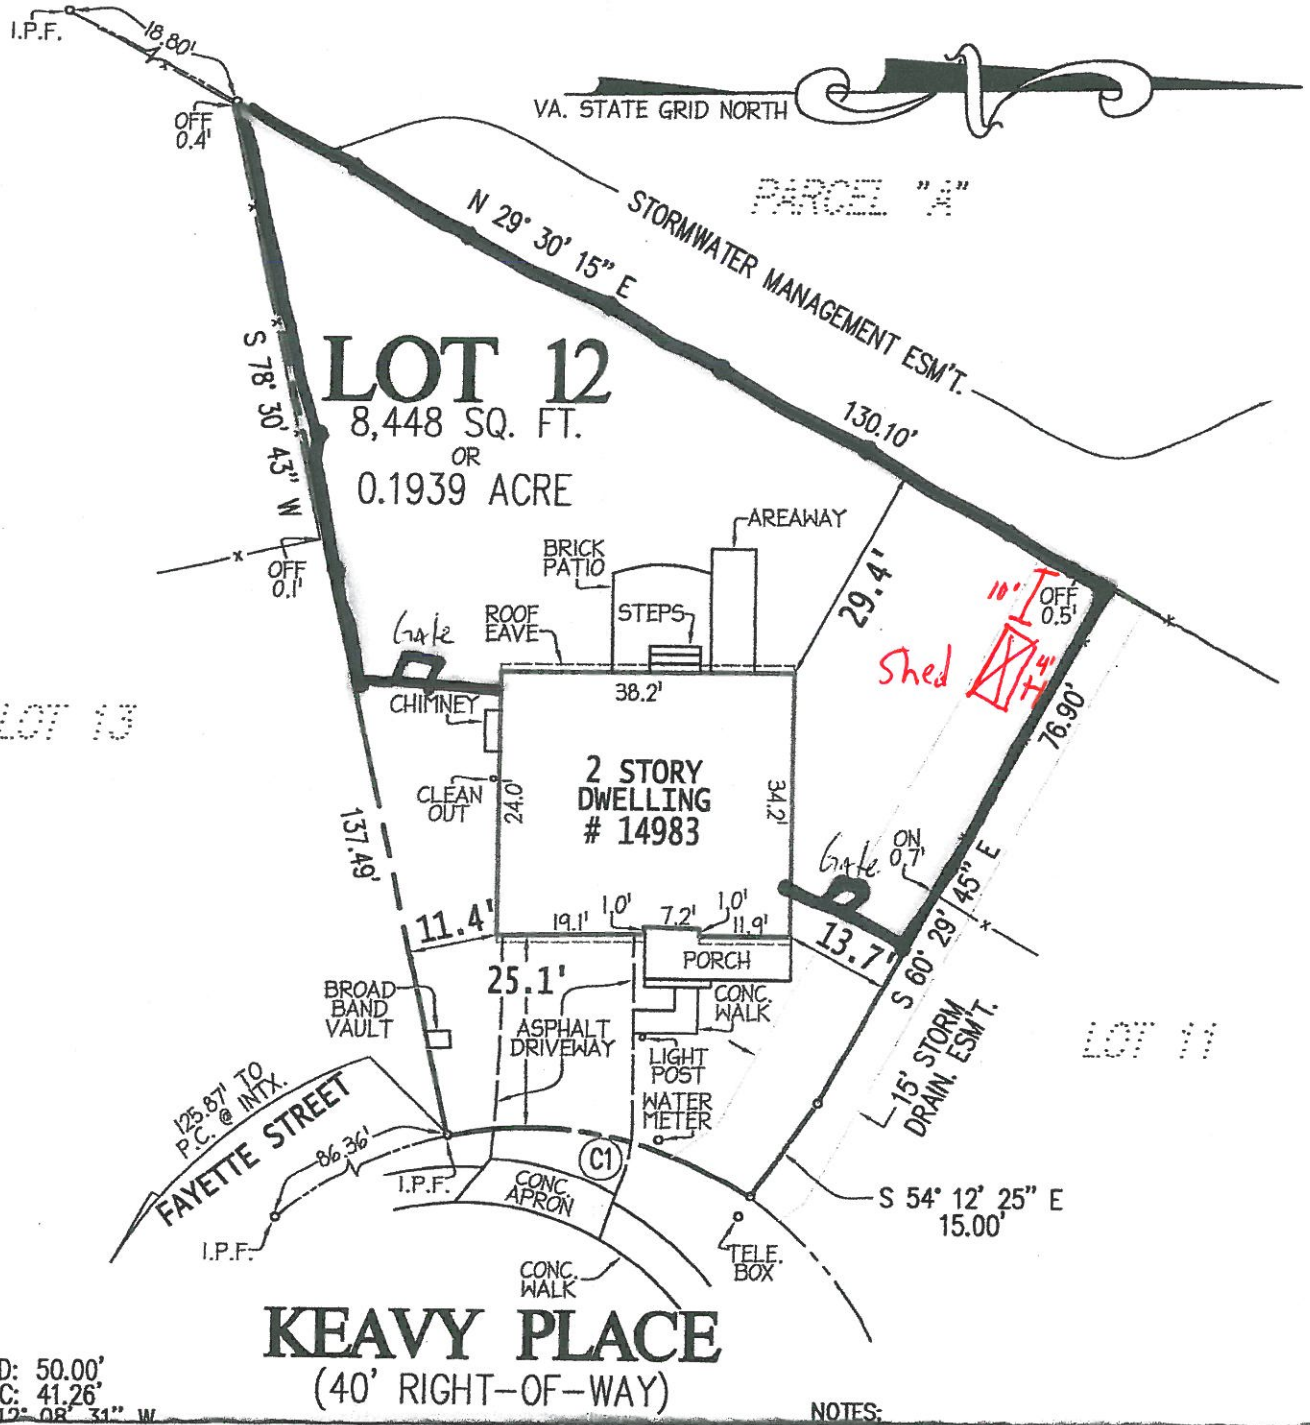 I.P.F.
18.80'
OFF
0.4'
VA. STATE GRID NORTH
PARCEL "A"
N 29° 30' 15" E
STORMWATER MANAGEMENT ESM'T.
130.10'
S 78° 30' 43" W
LOT 12
8,448 SQ. FT.
OR
0.1939 ACRE
OFF
0.1'
AREAWAY
BRICK
PATIO
STEPS
ROOF
EAVE
29.4'
10'
OFF
0.5'
Shed
4'
76.90'
Gate
CHIMNEY
38.2'
LOT 13
2 STORY
DWELLING
# 14983
CLEAN
OUT
24.0'
34.2'
137.49'
Gate
ON
0.7'
11.4'
19.1'
1.0'
7.2'
1.0'
11.9'
13.7'
PORCH
25.1'
S 60° 29' 45" E
BROAD
BAND
VAULT
ASPHALT
DRIVEWAY
CONC.
WALK
LIGHT
POST
WATER
METER
15' STORM
DRAIN. ESM'T.
LOT 11
125.87' TO
P.C. @ INTX.
FAYETTE STREET
86.36'
I.P.F.
I.P.F.
C1
CONC.
APRON
S 54° 12' 25" E
15.00'
TELE.
BOX
CONC.
WALK
KEAVY PLACE
(40' RIGHT-OF-WAY)
D: 50.00'
C: 41.26'
12° 08' 31" W
NOTES: